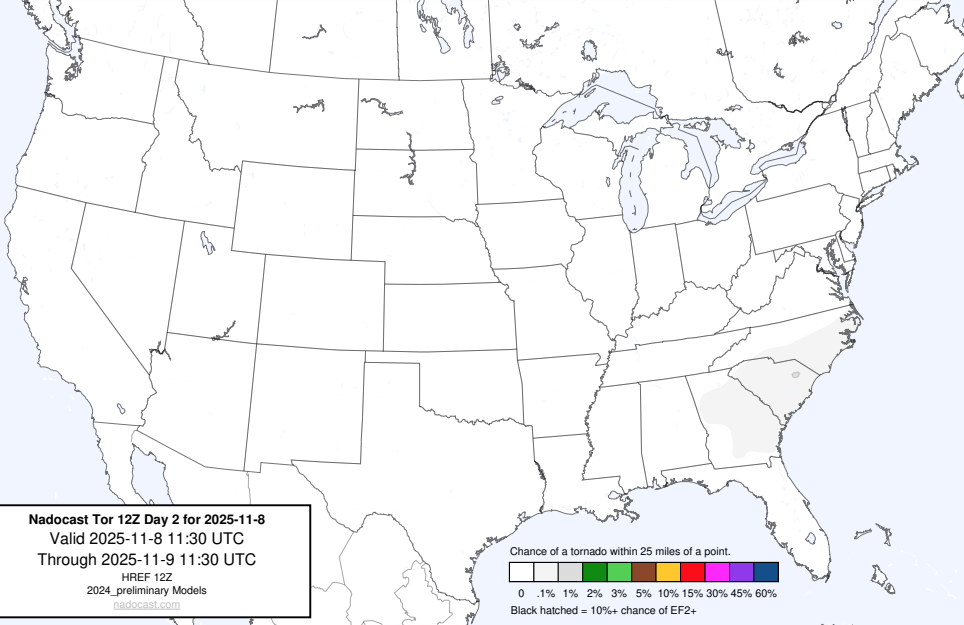 Nadocast Tor 12Z Day 2 for 2025-11-8
Valid 2025-11-8 11:30 UTC
Through 2025-11-9 11:30 UTC
HREF 12Z
2024_preliminary Models
nadocast.com
Chance of a tornado within 25 miles of a point.
0 .1% 1% 2% 3% 5% 10% 15% 30% 45% 60%
Black hatched = 10%+ chance of EF2+